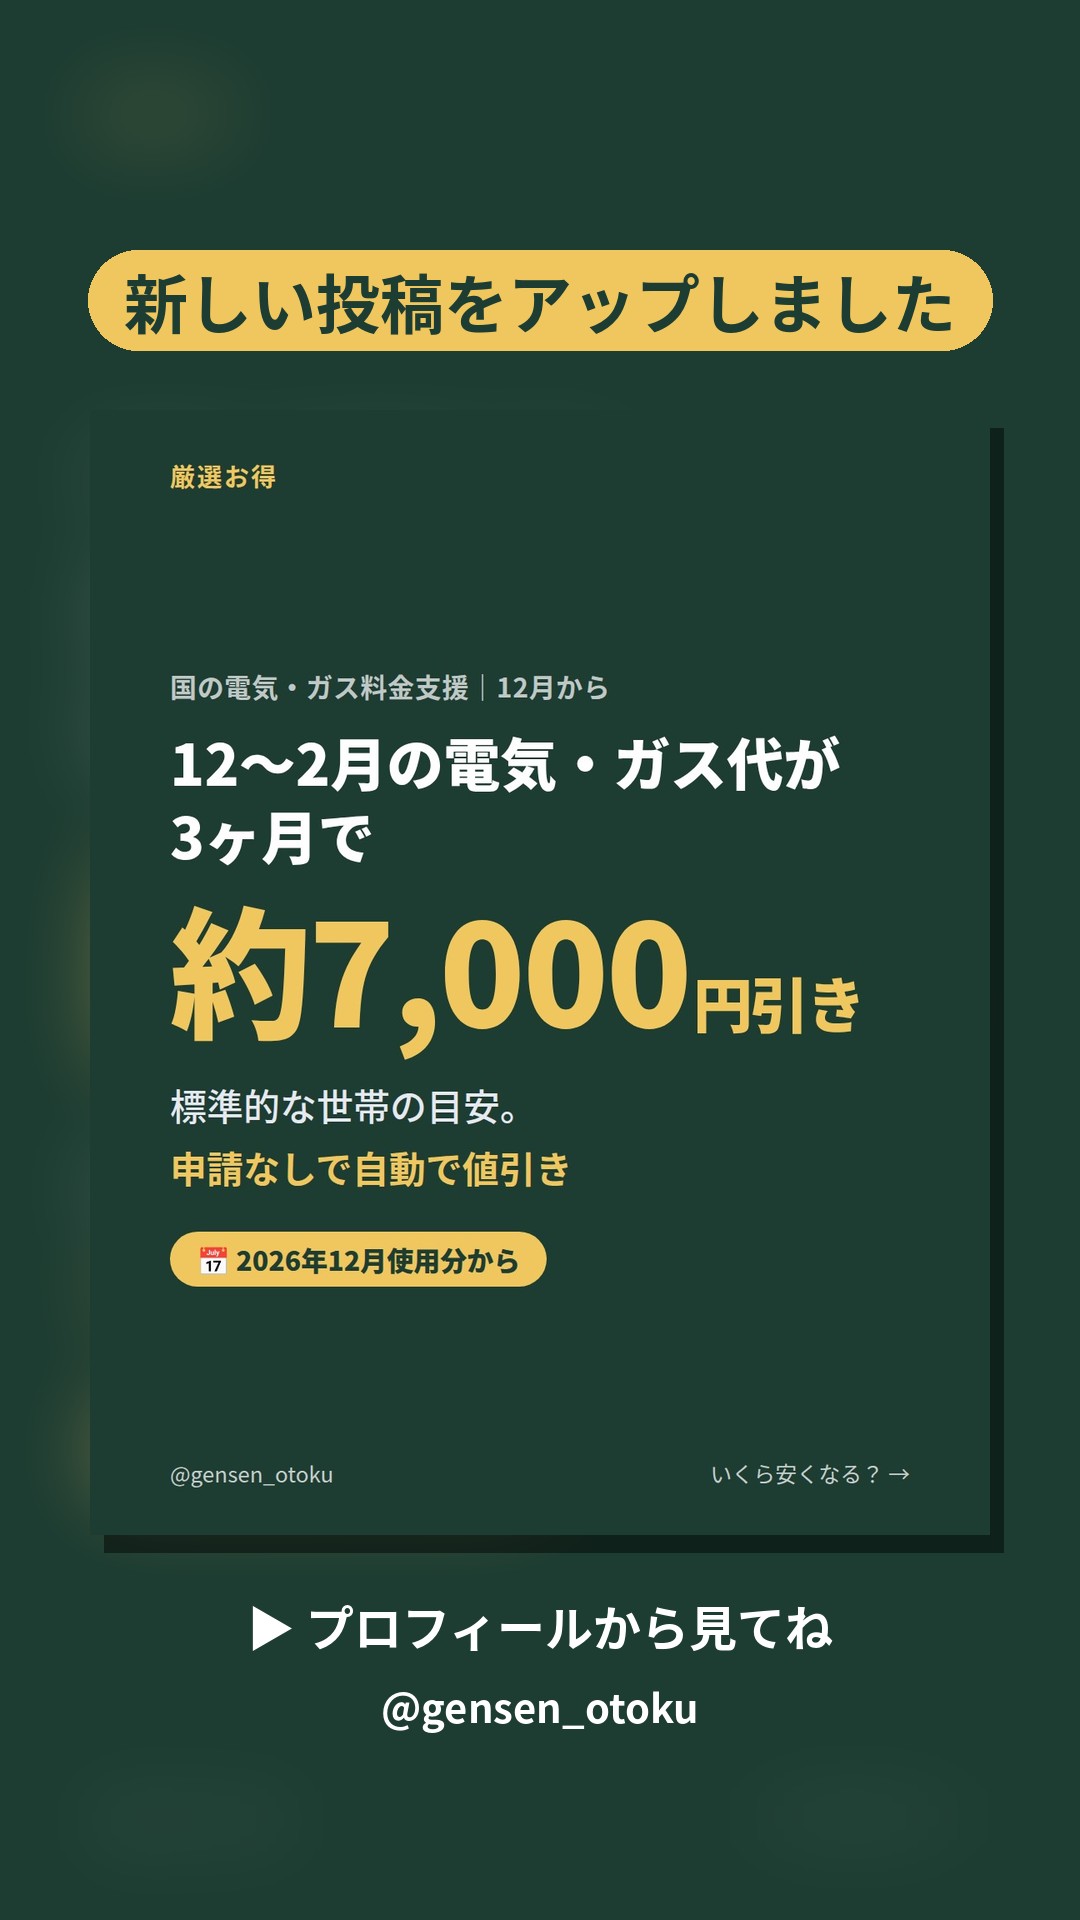 新しい投稿をアップしました
厳選お得
国の電気・ガス料金支援｜12月から
12〜2月の電気・ガス代が
3ヶ月で
約7,000円引き
標準的な世帯の目安。
申請なしで自動で値引き
📅 2026年12月使用分から
@gensen_otoku
いくら安くなる？→
▶ プロフィールから見てね
@gensen_otoku